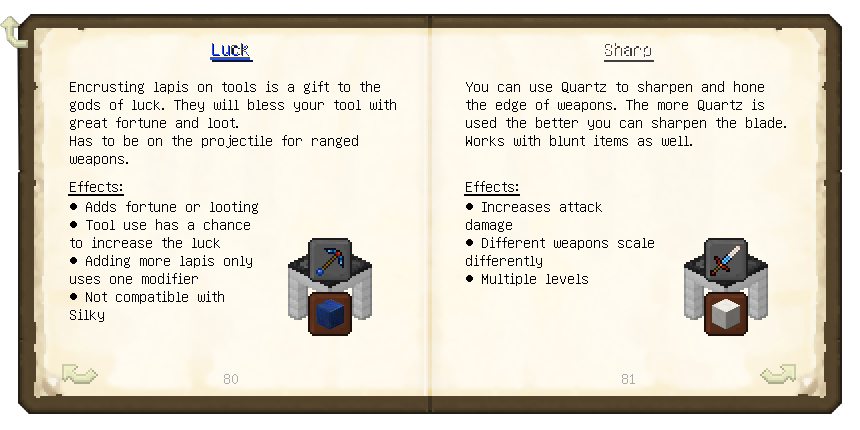 Luck
Encrusting lapis on tools is a gift to the
gods of luck. They will bless your tool with
great fortune and loot.
Has to be on the projectile for ranged
weapons.
Effects:
• Adds fortune or looting
• Tool use has a chance
to increase the luck
• Adding more lapis only
uses one modifier
• Not compatible with
Silky
80
Sharp
You can use Quartz to sharpen and hone
the edge of weapons. The more Quartz is
used the better you can sharpen the blade.
Works with blunt items as well.
Effects:
• Increases attack
damage
• Different weapons scale
differently
• Multiple levels
81